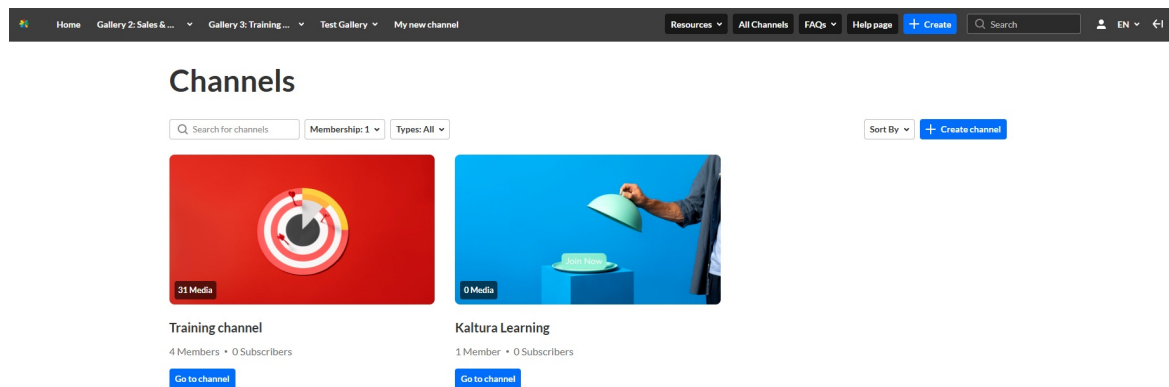 Home Gallery 2: Sales & ... Gallery 3: Training ... Test Gallery My new channel Resources All Channels FAQs Help page + Create Search EN
Channels
Search for channels Membership: 1 Types: All Sort By + Create channel
Join Now
31 Media 0 Media
Training channel Kaltura Learning
4 Members • 0 Subscribers 1 Member • 0 Subscribers
Go to channel Go to channel